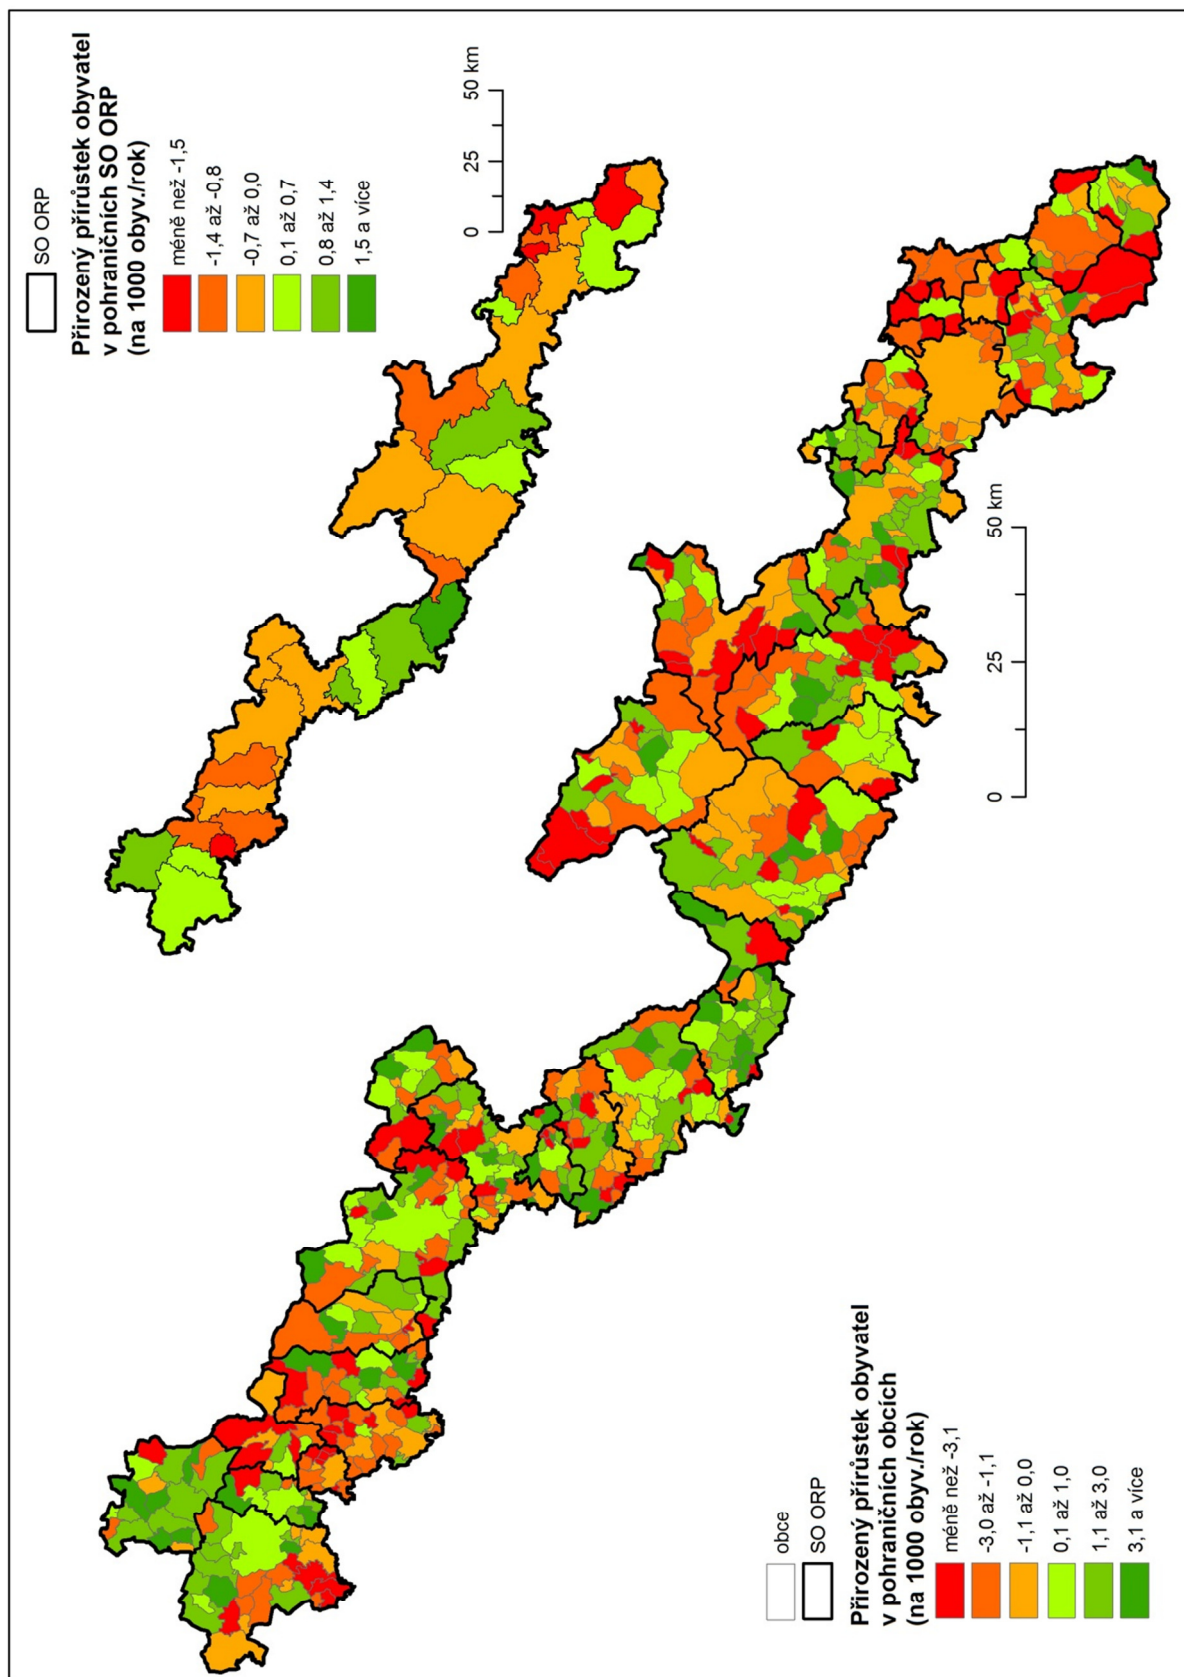 SO ORP
Přirozený přírůstek obyvatel
v pohraničních SO ORP
(na 1000 obyv./rok)
méně než -1,5
-1,4 až -0,8
-0,7 až 0,0
0,1 až 0,7
0,8 až 1,4
1,5 a více
0 25 50 km
obce
SO ORP
Přirozený přírůstek obyvatel
v pohraničních obcích
(na 1000 obyv./rok)
méně než -3,1
-3,0 až -1,1
-1,1 až 0,0
0,1 až 1,0
1,1 až 3,0
3,1 a více
0 25 50 km